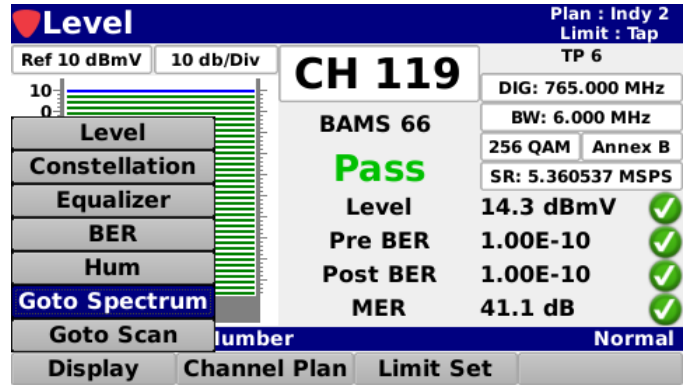 Level
Plan : Indy 2
Limit : Tap
Ref 10 dBmV
10 db/Div
CH 119
TP 6
DIG: 765.000 MHz
BW: 6.000 MHz
256 QAM
Annex B
SR: 5.360537 MSPS
10
0
BAMS 66
Pass
Level 14.3 dBmV
Pre BER 1.00E-10
Post BER 1.00E-10
MER 41.1 dB
Level
Constellation
Equalizer
BER
Hum
Goto Spectrum
Goto Scan
Normal
Display
Channel Plan
Limit Set